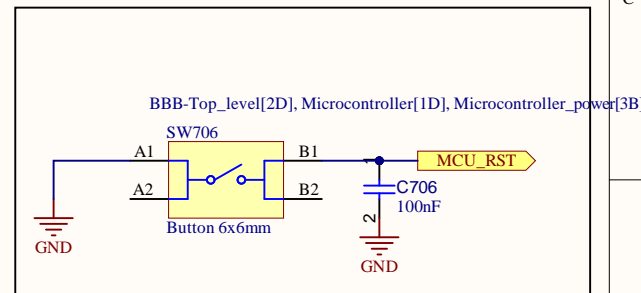 C
BBB-Top_level[2D], Microcontroller[1D], Microcontroller_power[3B]
SW706
A1
B1
1
MCU_RST
A2
B2
C706
100nF
2
Button 6x6mm
GND
GND